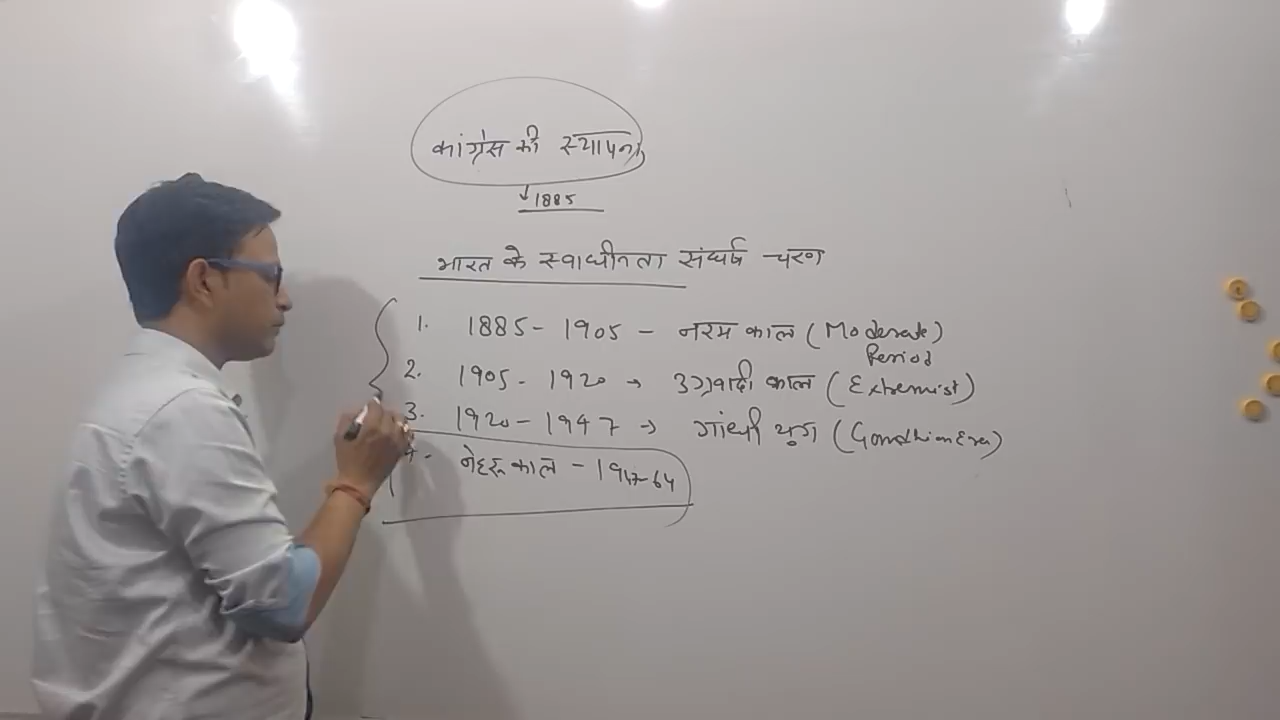 कांग्रेस की स्थापना
↓ 1885
भारत के स्वाधीनता संघर्ष चरण
1. 1885 - 1905 - नरम काल (Moderate) Period
2. 1905 - 1920 → उग्रवादी काल (Extremist)
3. 1920 - 1947 → गांधी युग (Gandhian Era)
4. नेहरू काल - 1947-64